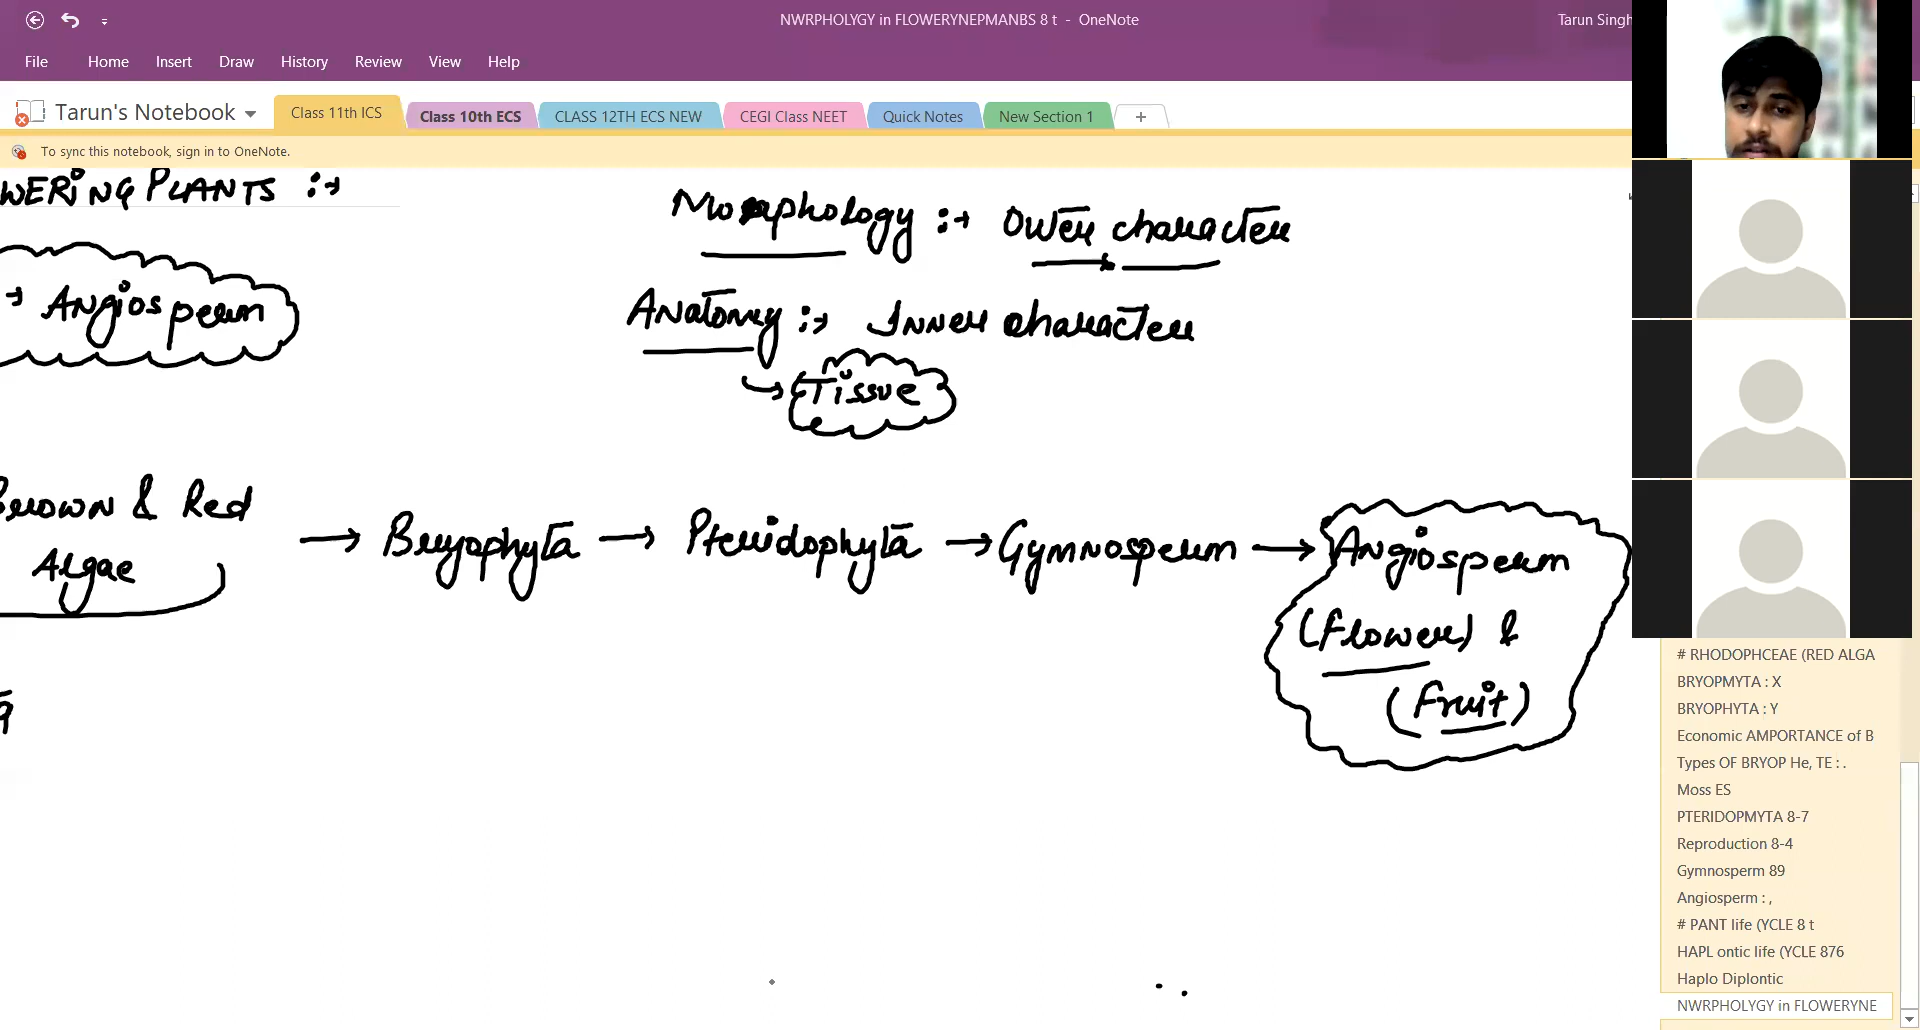 NWRPHOLYGY in FLOWERYNEPMANBS 8 t - OneNote
Tarun Singh
File Home Insert Draw History Review View Help
Tarun's Notebook
Class 11th ICS
Class 10th ECS
CLASS 12TH ECS NEW
CEGI Class NEET
Quick Notes
New Section 1
+
To sync this notebook, sign in to OneNote.
WERING PLANTS :→
→ Angiosperm
Morphology :→ Outer character
Anatomy :→ Inner character
↳ Tissue
Brown & Red
Algae
→ Bryophyta → Pteridophyta → Gymnosperm → Angiosperm
(Flower) &
(Fruit)
# RHODOPHCEAE (RED ALGA
BRYOPMYTA : X
BRYOPHYTA : Y
Economic AMPORTANCE of B
Types OF BRYOP He, TE : .
Moss ES
PTERIDOPMYTA 8-7
Reproduction 8-4
Gymnosperm 89
Angiosperm : ,
# PANT life (YCLE 8 t
HAPL ontic life (YCLE 876
Haplo Diplontic
NWRPHOLYGY in FLOWERYNE